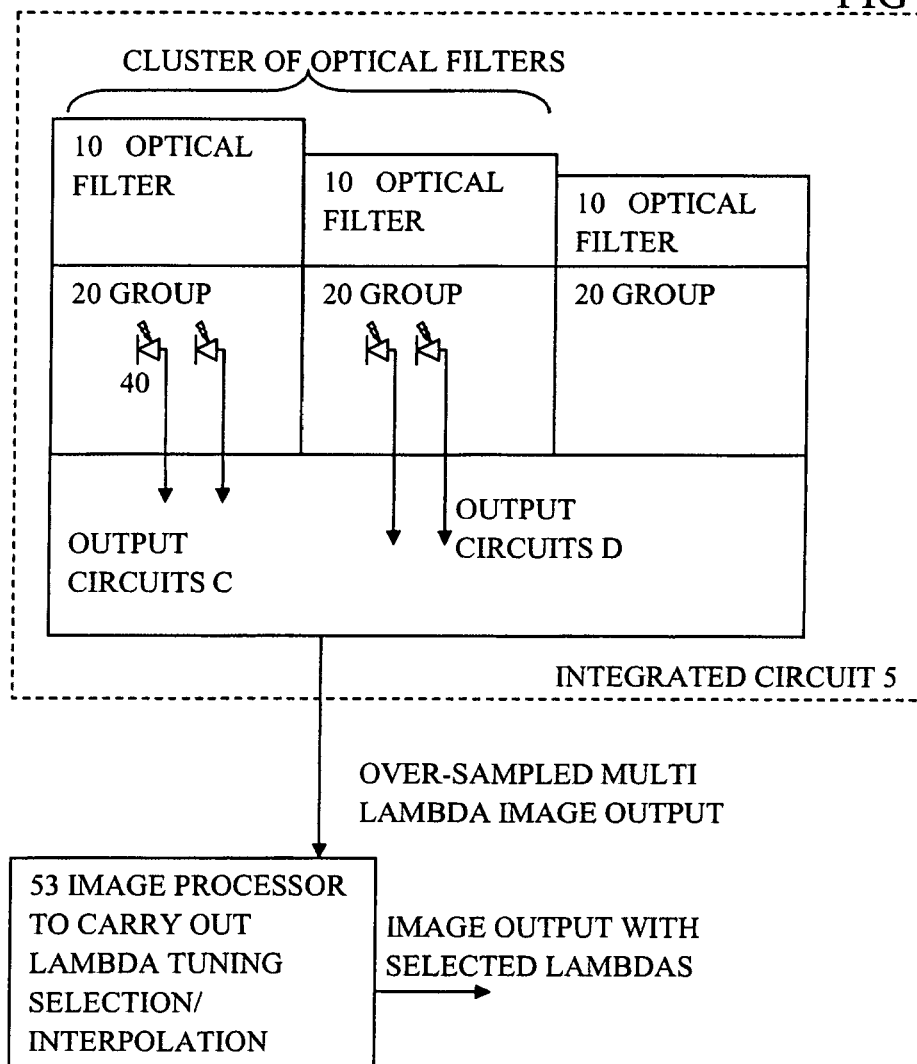 FIG
CLUSTER OF OPTICAL FILTERS
10 OPTICAL
FILTER
10 OPTICAL
FILTER
10 OPTICAL
FILTER
20 GROUP
20 GROUP
20 GROUP
40
OUTPUT
CIRCUITS C
OUTPUT
CIRCUITS D
INTEGRATED CIRCUIT 5
OVER-SAMPLED MULTI
LAMBDA IMAGE OUTPUT
53 IMAGE PROCESSOR
TO CARRY OUT
LAMBDA TUNING
SELECTION/
INTERPOLATION
IMAGE OUTPUT WITH
SELECTED LAMBDAS